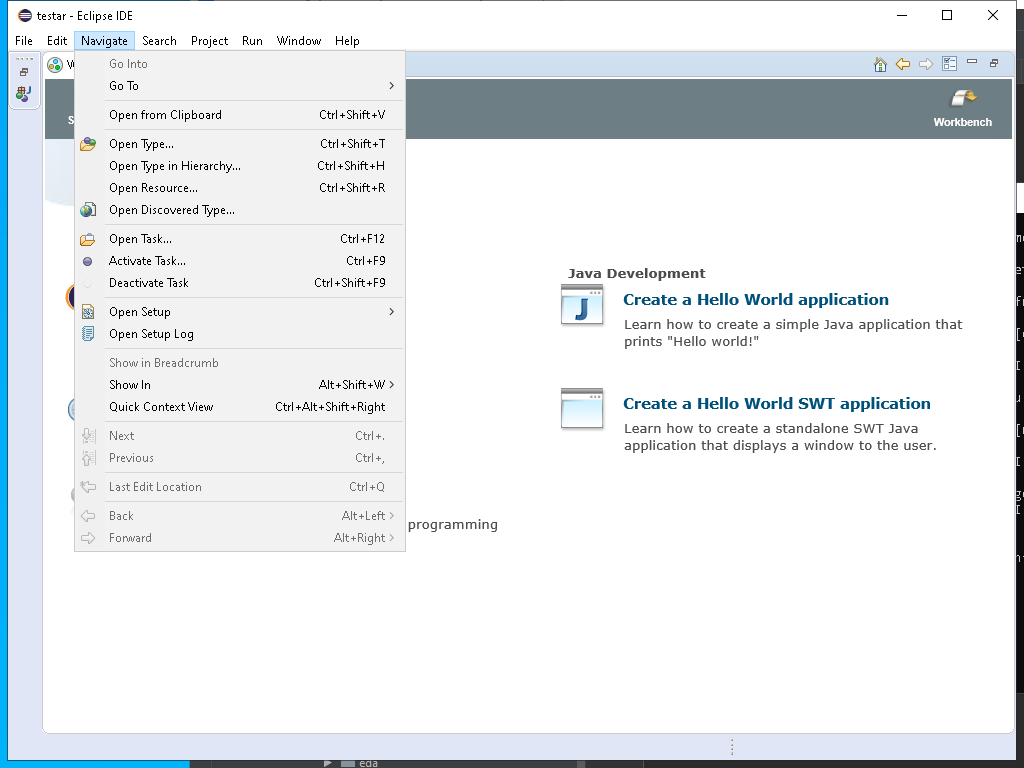 testar - Eclipse IDE
File Edit Navigate Search Project Run Window Help
Go Into
Go To
Open from Clipboard Ctrl+Shift+V
Workbench
Open Type... Ctrl+Shift+T
Open Type in Hierarchy... Ctrl+Shift+H
Open Resource... Ctrl+Shift+R
Open Discovered Type...
Open Task... Ctrl+F12
Activate Task... Ctrl+F9
Deactivate Task Ctrl+Shift+F9
Open Setup
Open Setup Log
Show in Breadcrumb
Show In Alt+Shift+W
Quick Context View Ctrl+Alt+Shift+Right
Next Ctrl+.
Previous Ctrl+,
Last Edit Location Ctrl+Q
Back Alt+Left
Forward Alt+Right
programming
Java Development
Create a Hello World application
Learn how to create a simple Java application that
prints "Hello world!"
Create a Hello World SWT application
Learn how to create a standalone SWT Java
application that displays a window to the user.
eda